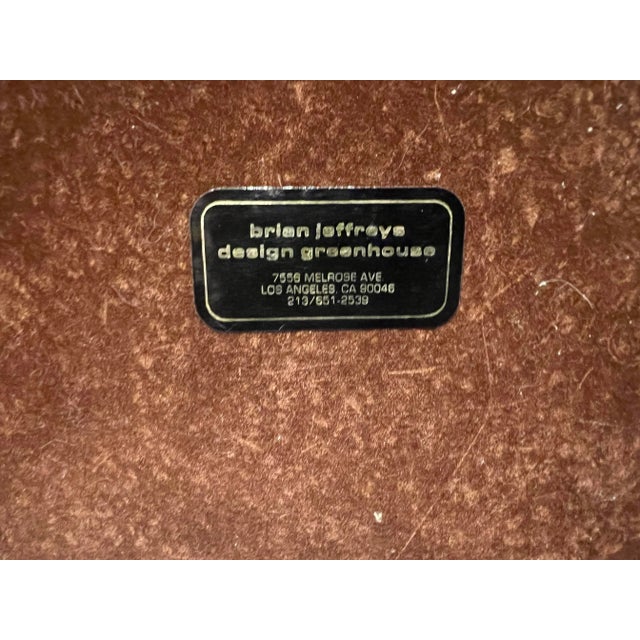 brian jeffreys
design greenhouse
7556 MELROSE AVE.
LOS ANGELES, CA 90046
213/651-2539